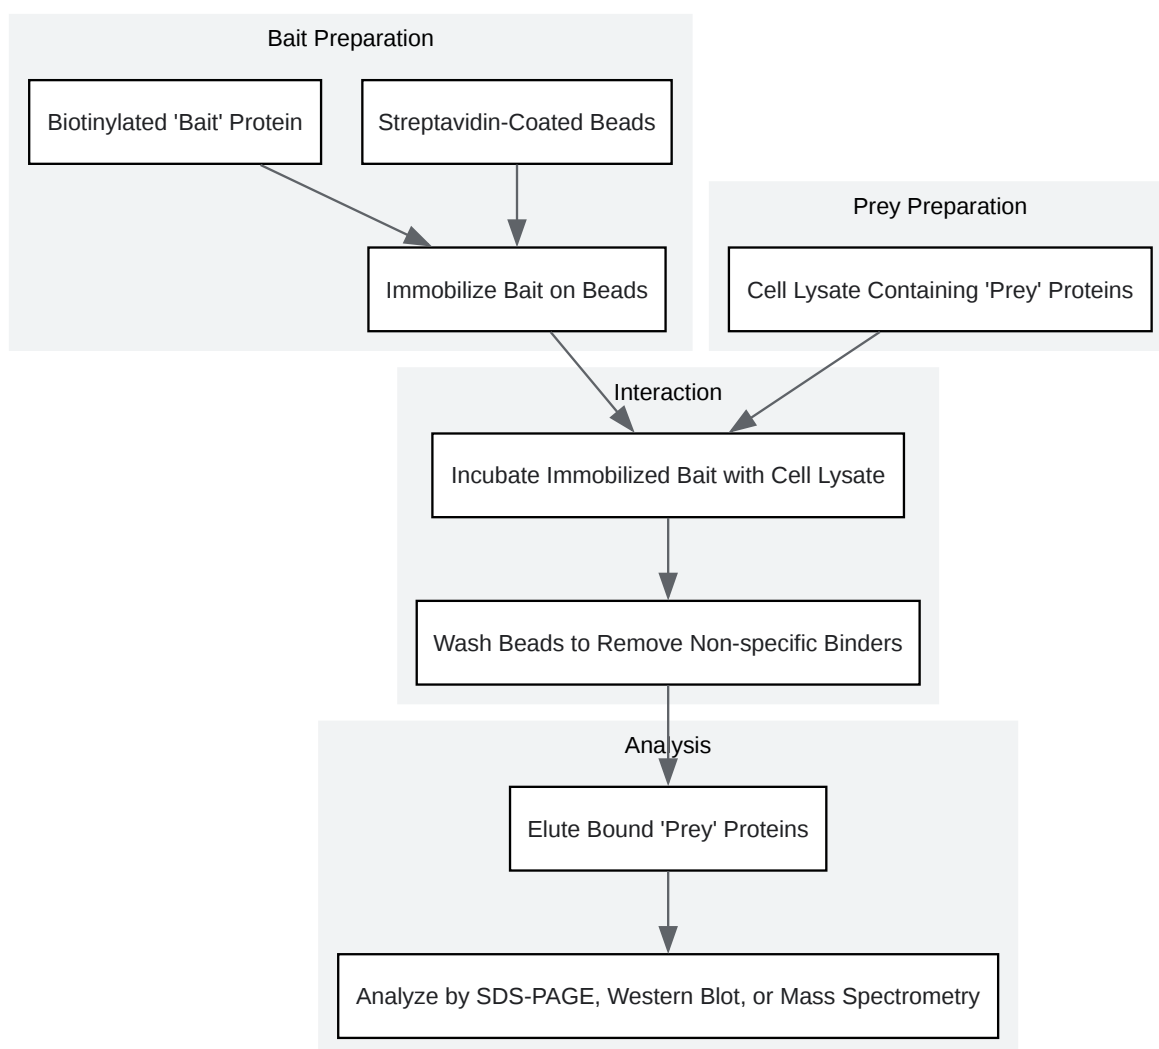 Bait Preparation
Biotinylated 'Bait' Protein
Streptavidin-Coated Beads
Prey Preparation
Immobilize Bait on Beads
Cell Lysate Containing 'Prey' Proteins
Interaction
Incubate Immobilized Bait with Cell Lysate
Wash Beads to Remove Non-specific Binders
Analysis
Elute Bound 'Prey' Proteins
Analyze by SDS-PAGE, Western Blot, or Mass Spectrometry